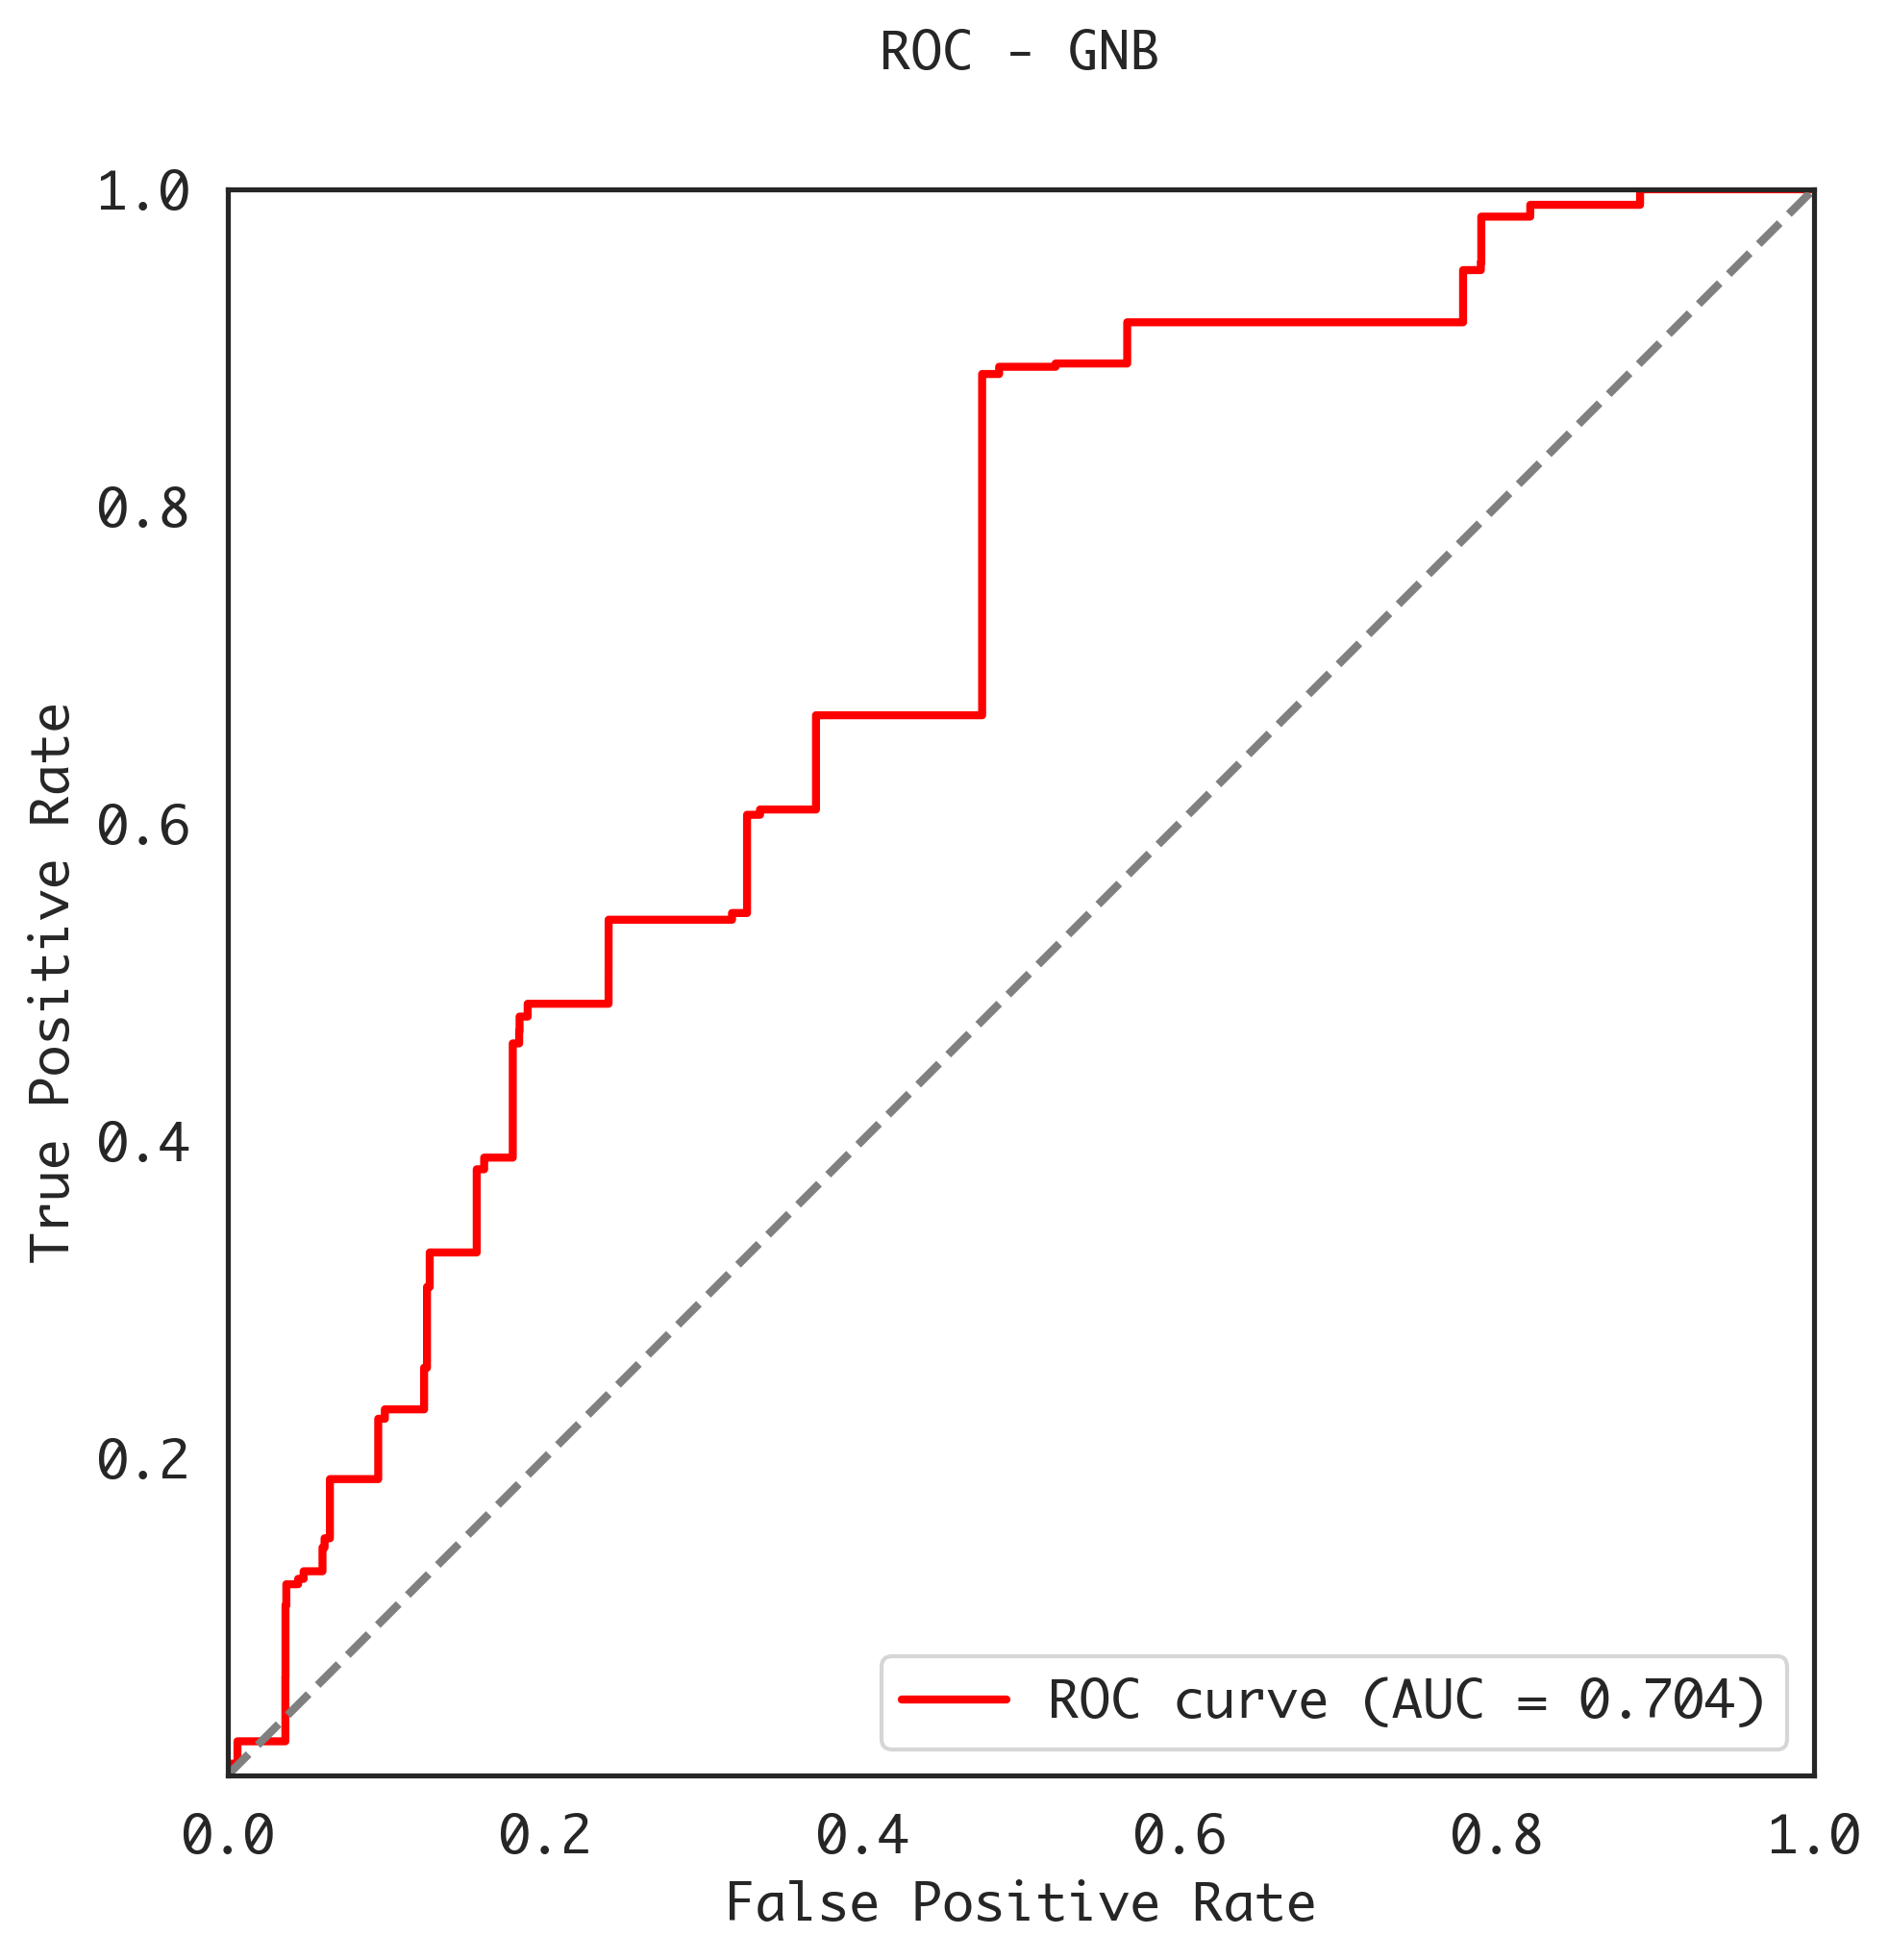 ROC - GNB
1.0
0.8
0.6
0.4
0.2
True Positive Rate
ROC curve (AUC = 0.704)
0.0 0.2 0.4 0.6 0.8 1.0
False Positive Rate